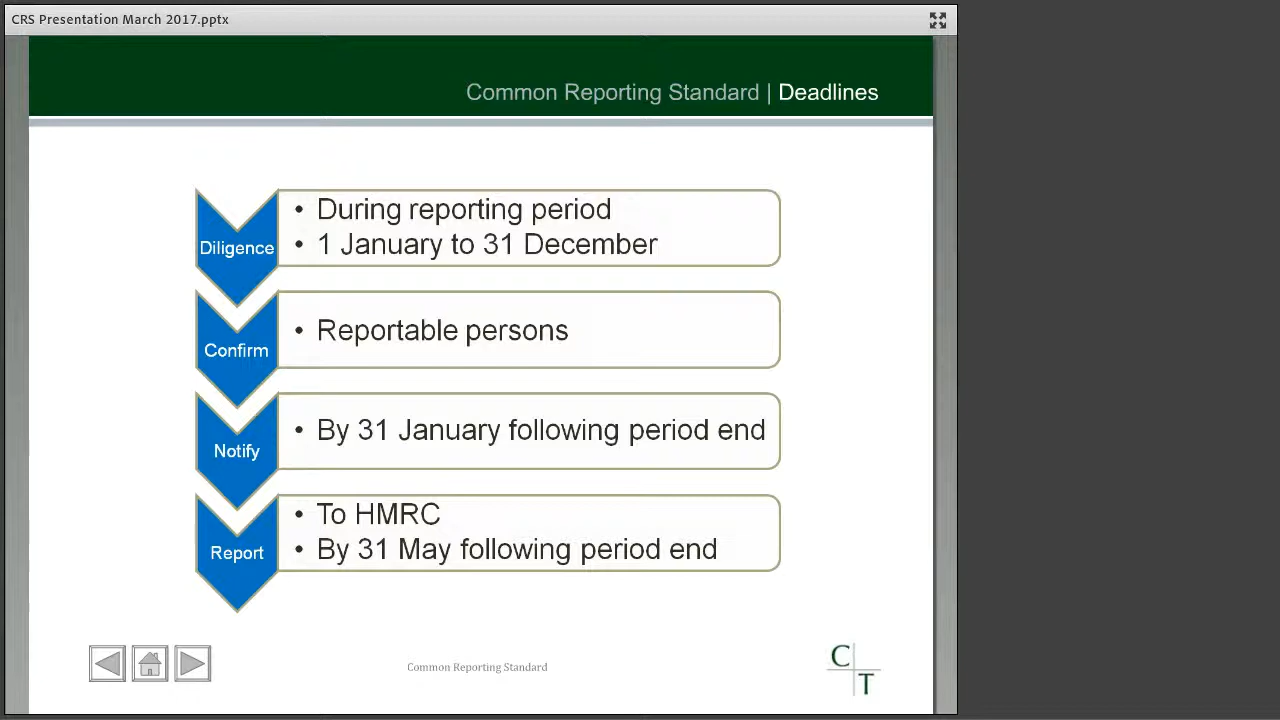 CRS Presentation March 2017.pptx
Common Reporting Standard | Deadlines
Diligence
• During reporting period
• 1 January to 31 December
Confirm
• Reportable persons
Notify
• By 31 January following period end
Report
• To HMRC
• By 31 May following period end
Common Reporting Standard
C
T